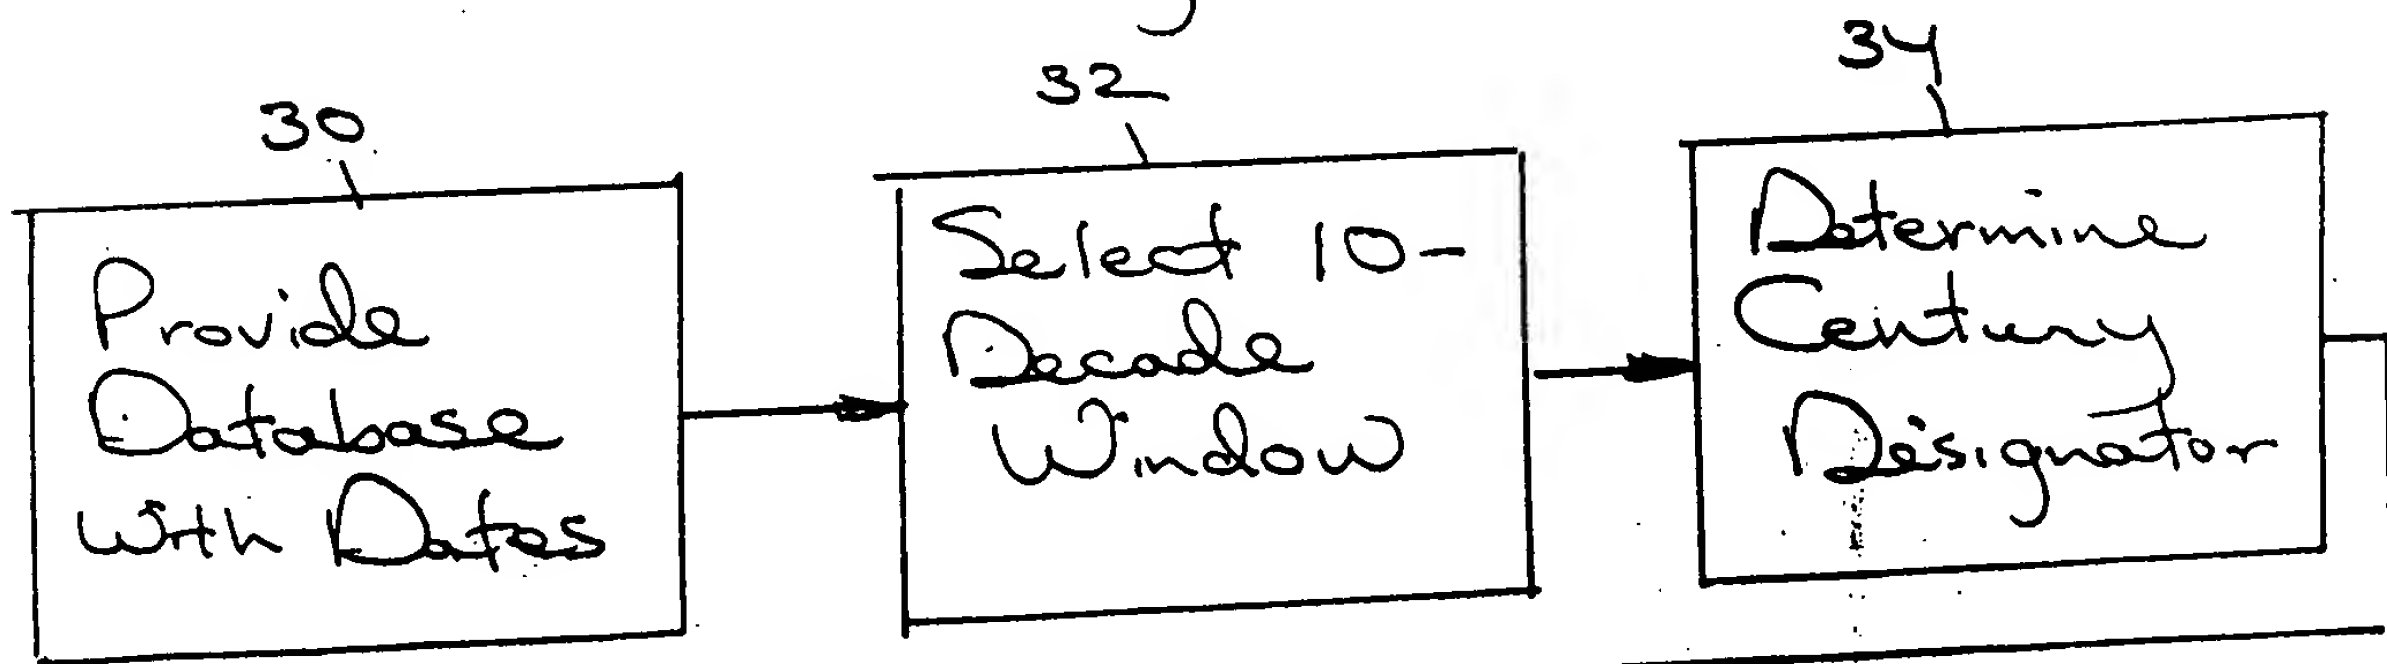 30
Provide
Database
with Dates
32
Select 10-
Decade
Window
34
Determine
Century
Designator